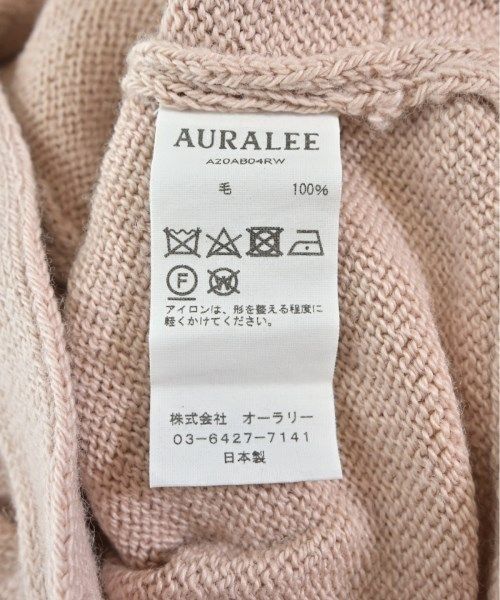 AURALEE
A20AB04RW
毛 100%
F
W
アイロンは、形を整える程度に
軽くかけてください。
株式会社 オーラリー
03-6427-7141
日本製